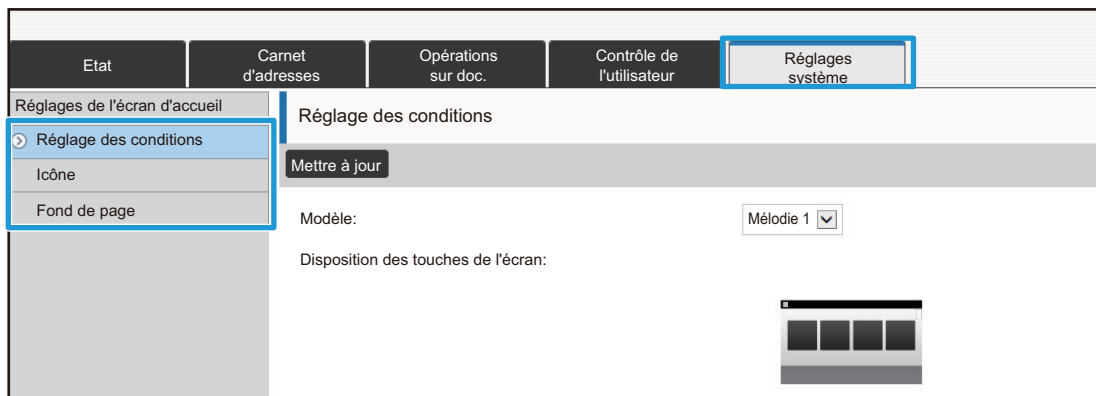 Etat
Carnet
d'adresses
Opérations
sur doc.
Contrôle de
l'utilisateur
Réglages
système
Réglages de l'écran d'accueil
Réglage des conditions
Icône
Fond de page
Réglage des conditions
Mettre à jour
Modèle:
Mélodie 1
Disposition des touches de l'écran: